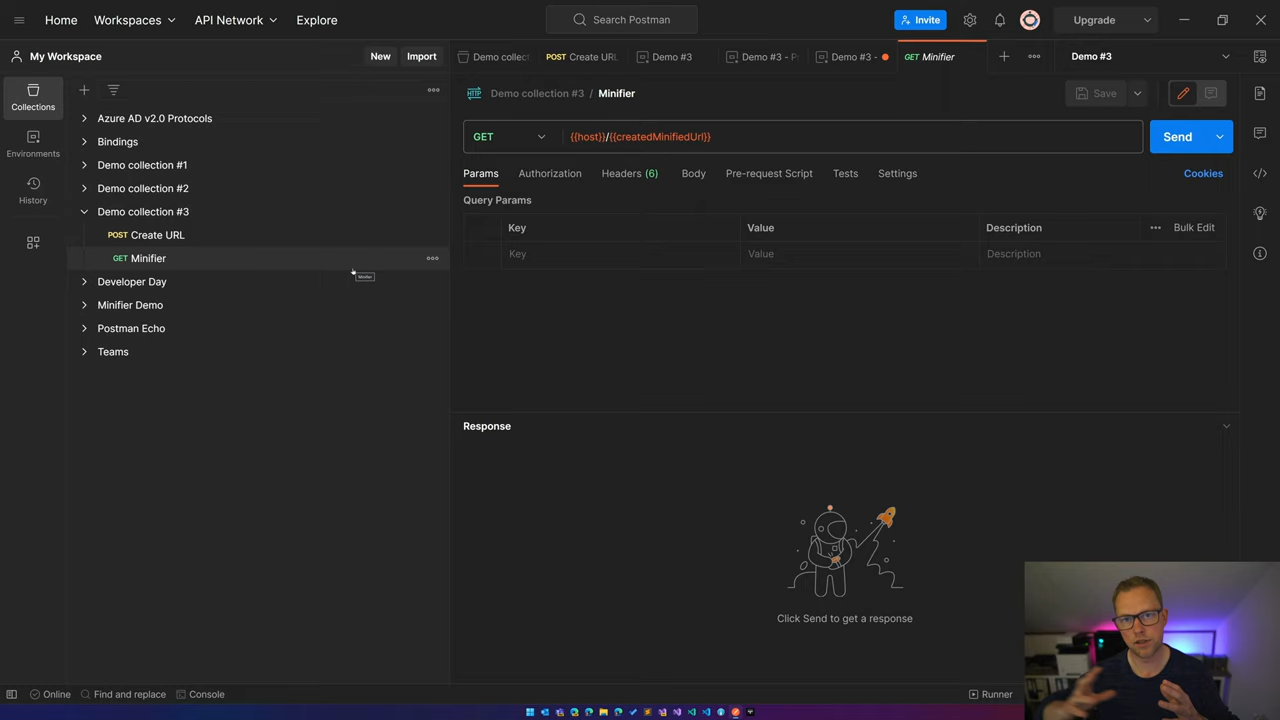 Home
Workspaces
API Network
Explore
Search Postman
Invite
Upgrade
My Workspace
New
Import
Demo collect
POST Create URL
Demo #3
Demo #3 - P
Demo #3 -
GET Minifier
Demo #3
Collections
Environments
History
Azure AD v2.0 Protocols
Bindings
Demo collection #1
Demo collection #2
Demo collection #3
POST Create URL
GET Minifier
Developer Day
Minifier Demo
Postman Echo
Teams
Minifier
HTTP
Demo collection #3 / Minifier
Save
GET
{{host}}/{{createdMinifiedUrl}}
Send
Params
Authorization
Headers (6)
Body
Pre-request Script
Tests
Settings
Cookies
Query Params
Key
Value
Description
Bulk Edit
Key
Value
Description
Response
Click Send to get a response
Online
Find and replace
Console
Runner